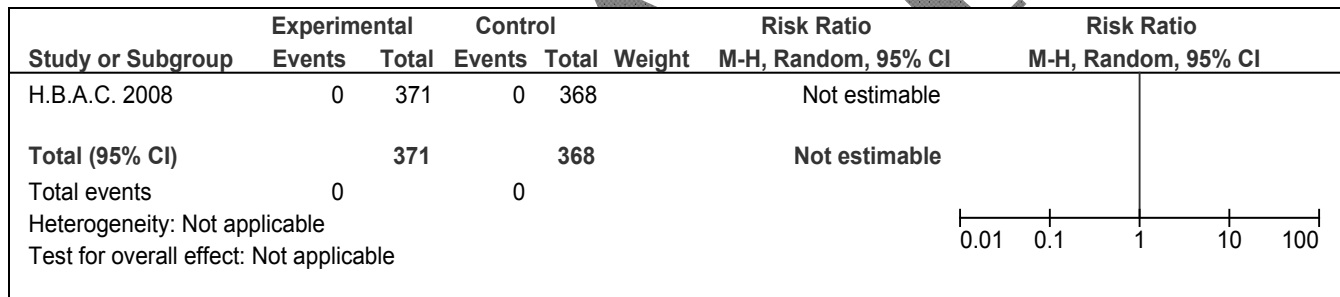 Experimental Control Risk Ratio Risk Ratio
Study or Subgroup Events Total Events Total Weight M-H, Random, 95% CI M-H, Random, 95% CI
H.B.A.C. 2008 0 371 0 368 Not estimable
Total (95% CI) 371 368 Not estimable
Total events 0 0
Heterogeneity: Not applicable
Test for overall effect: Not applicable
0.01 0.1 1 10 100